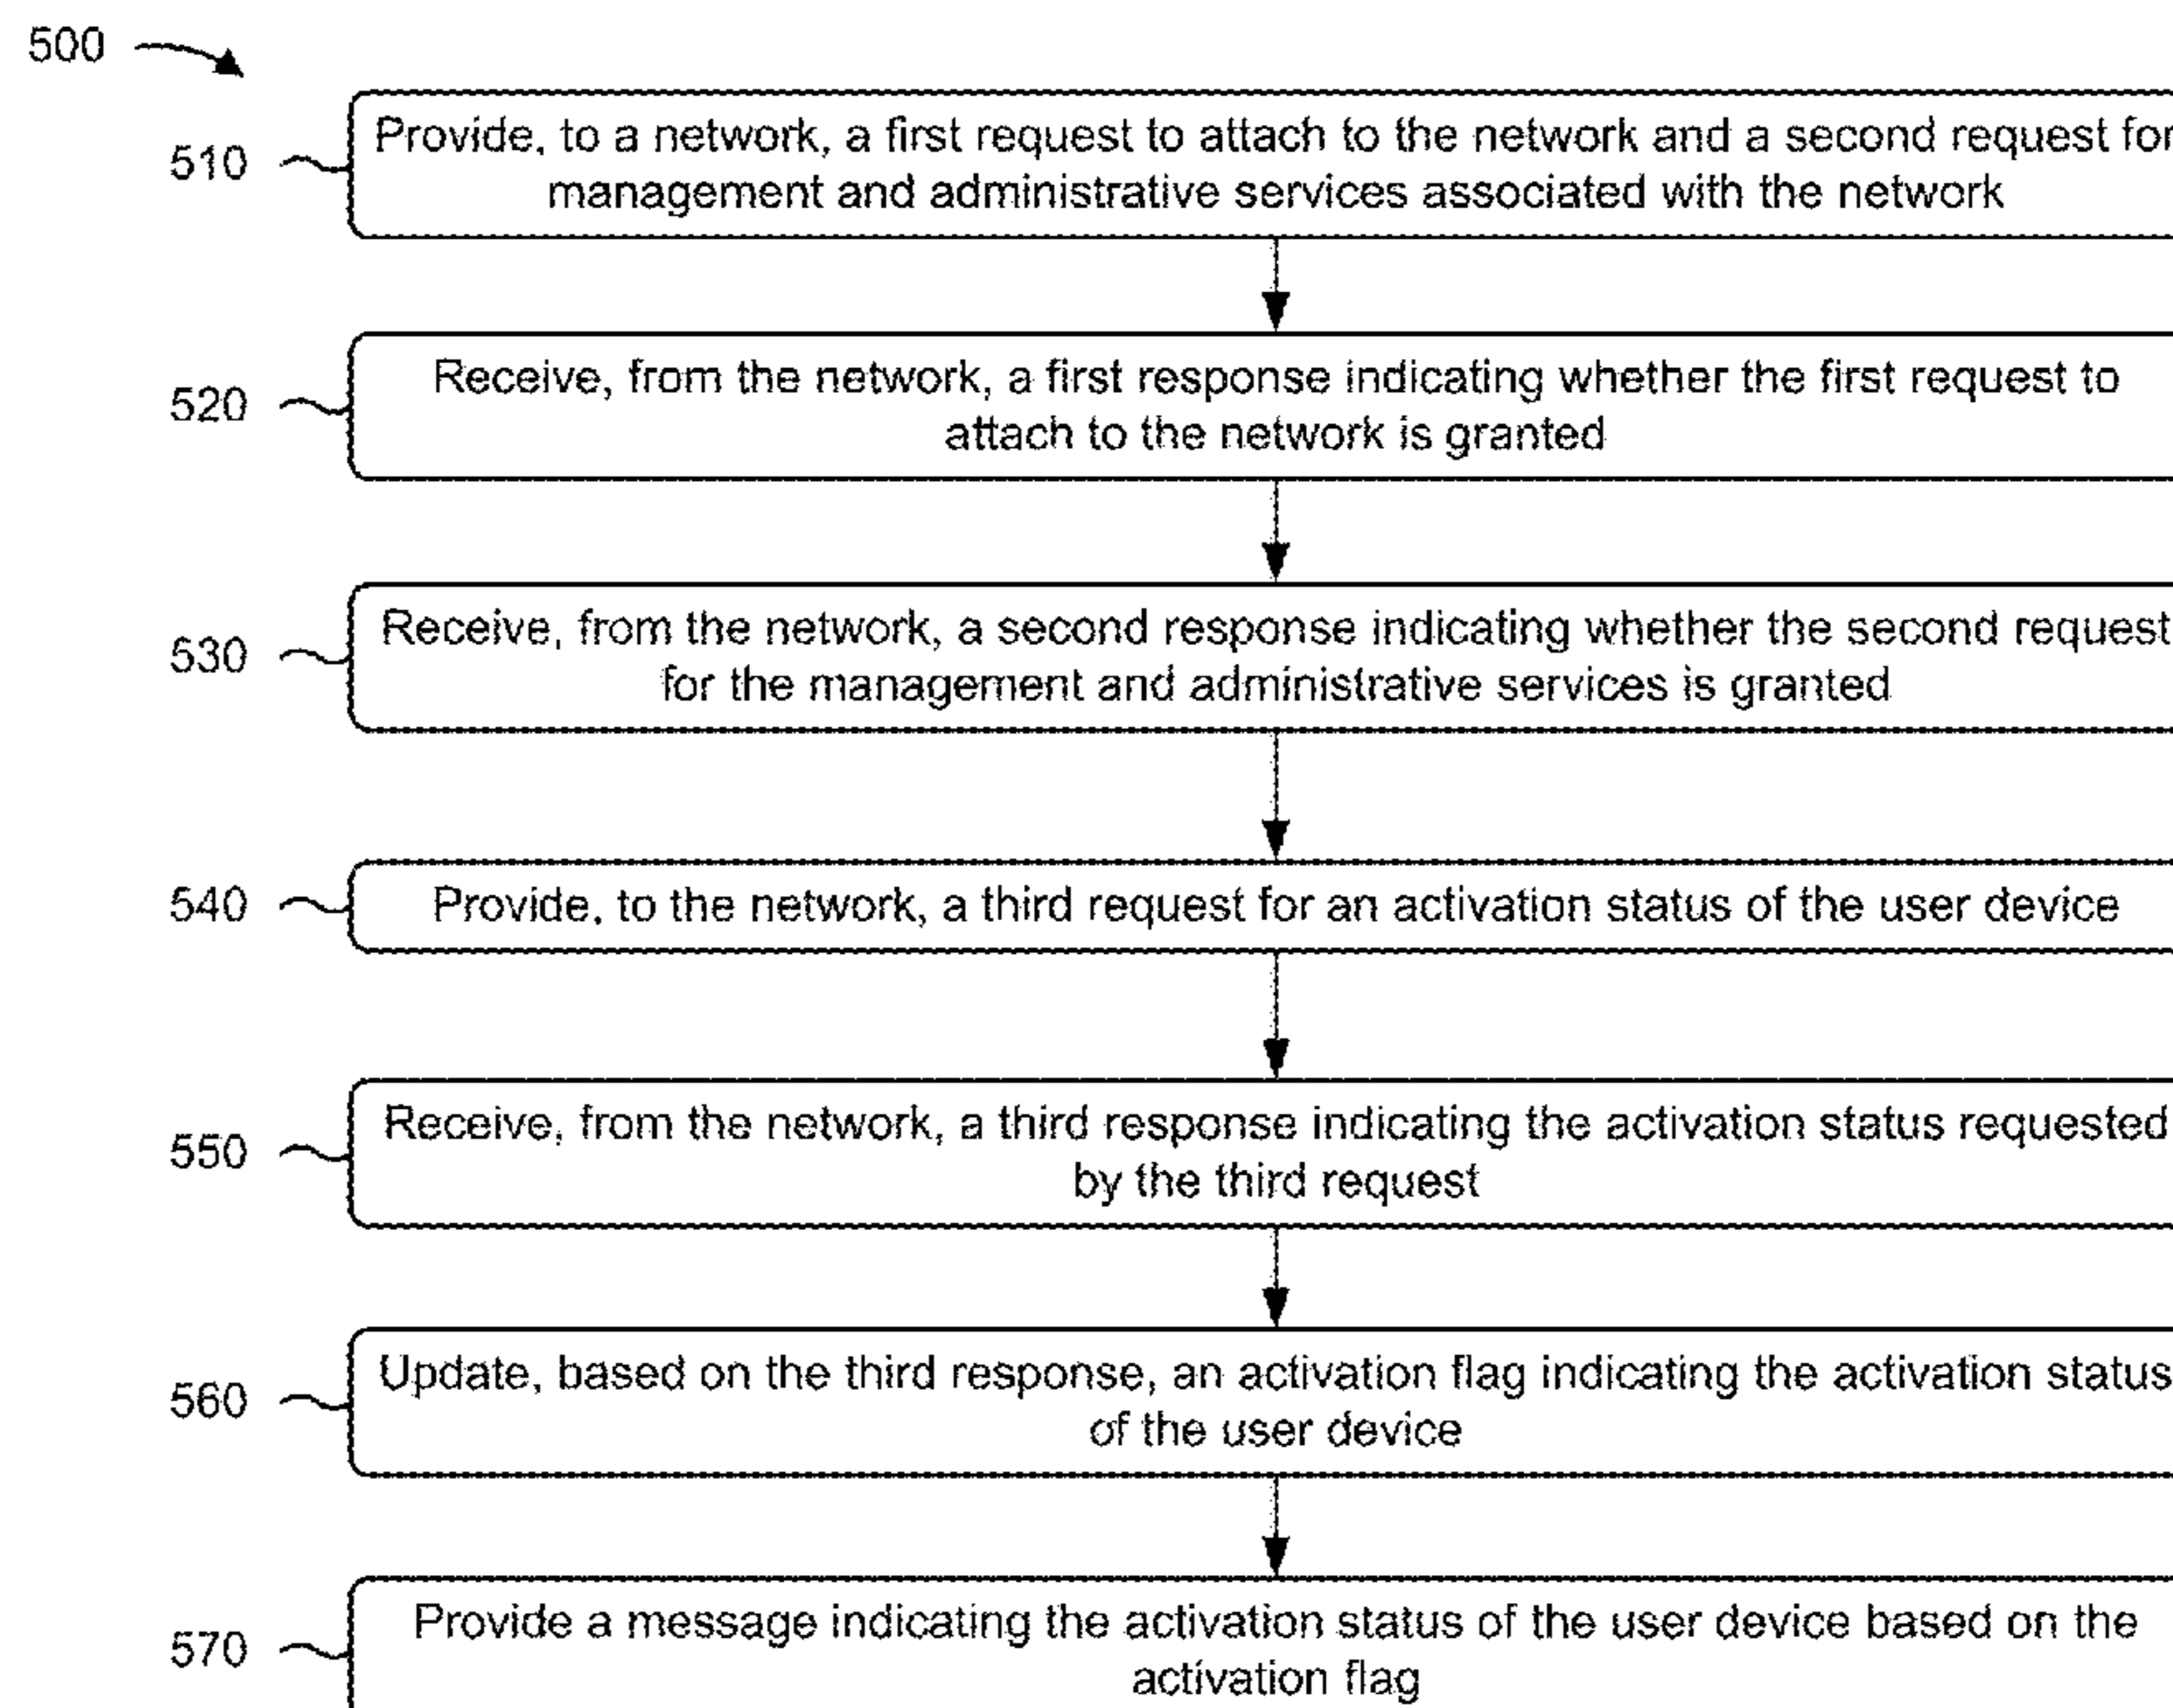 500
510
Provide, to a network, a first request to attach to the network and a second request for
management and administrative services associated with the network
520
Receive, from the network, a first response indicating whether the first request to
attach to the network is granted
530
Receive, from the network, a second response indicating whether the second request
for the management and administrative services is granted
540
Provide, to the network, a third request for an activation status of the user device
550
Receive, from the network, a third response indicating the activation status requested
by the third request
560
Update, based on the third response, an activation flag indicating the activation status
of the user device
570
Provide a message indicating the activation status of the user device based on the
activation flag